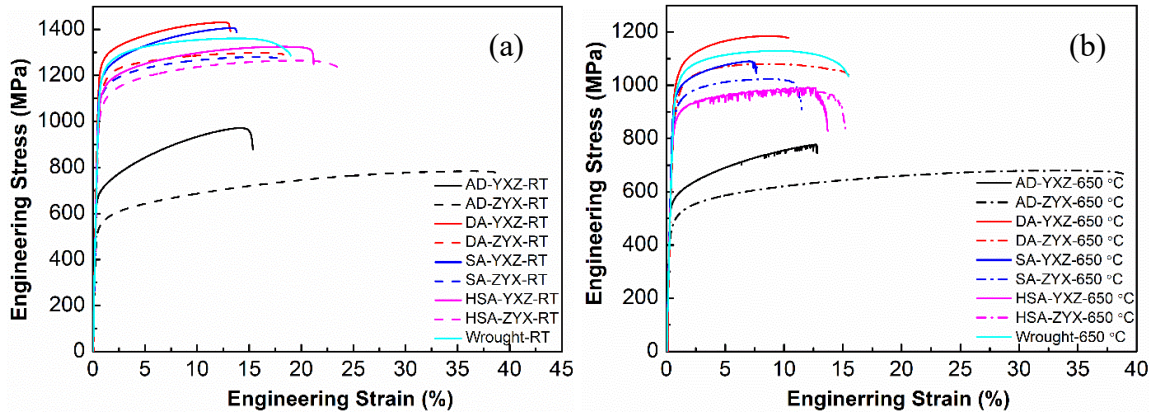 (a)
Engineering Stress (MPa)
1400
1200
1000
800
600
400
200
0
AD-YXZ-RT
AD-ZYX-RT
DA-YXZ-RT
DA-ZYX-RT
SA-YXZ-RT
SA-ZYX-RT
HSA-YXZ-RT
HSA-ZYX-RT
Wrought-RT
0 5 10 15 20 25 30 35 40 45
Engineering Strain (%)
(b)
Engineering Stress (MPa)
1200
1000
800
600
400
200
0
AD-YXZ-650 °C
AD-ZYX-650 °C
DA-YXZ-650 °C
DA-ZYX-650 °C
SA-YXZ-650 °C
SA-ZYX-650 °C
HSA-YXZ-650 °C
HSA-ZYX-650 °C
Wrought-650 °C
0 5 10 15 20 25 30 35 40
Enginerring Strain (%)